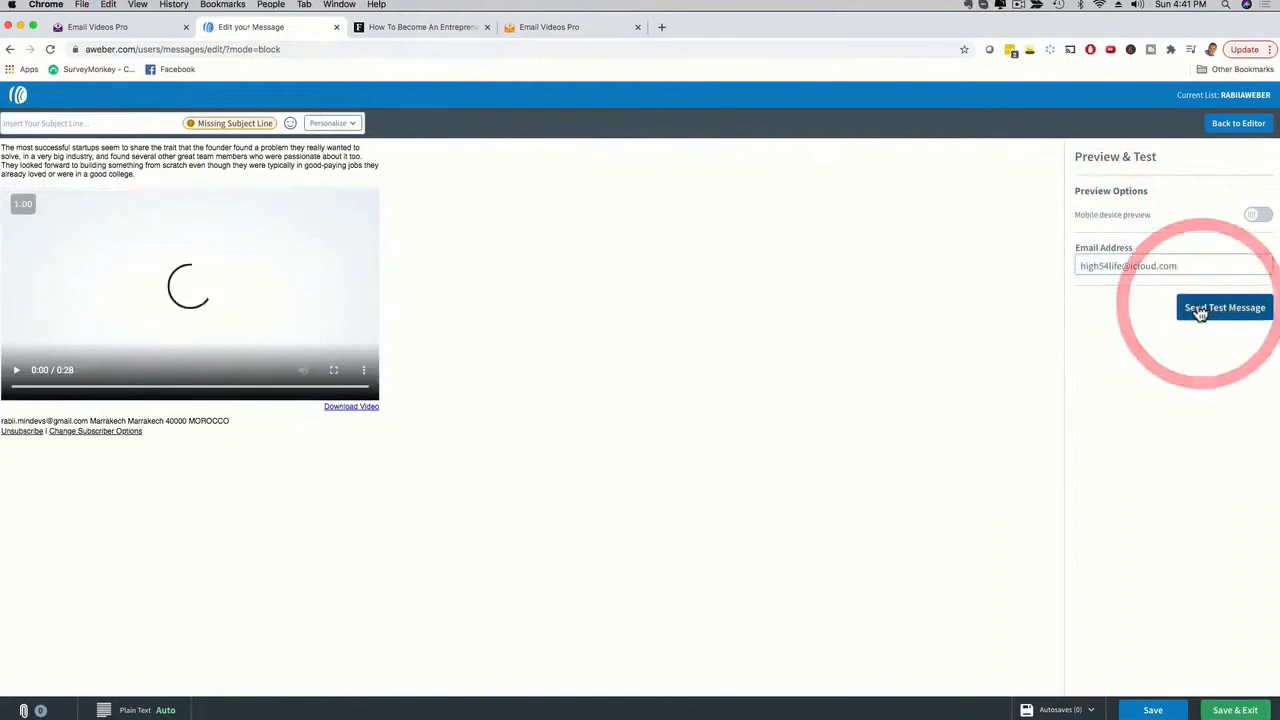 Chrome File Edit View History Bookmarks People Tab Window Help Sun 4:41 PM
Email Videos Pro Edit your Message How To Become An Entreprene Email Videos Pro
aweber.com/users/messages/edit/?mode=block Update
Apps SurveyMonkey - C... Facebook Other Bookmarks
Current List: RABIIAWEBER
Insert Your Subject Line... Missing Subject Line Personalize Back to Editor
The most successful startups seem to share the trait that the founder found a problem they really wanted to
solve, in a very big industry, and found several other great team members who were passionate about it too.
They looked forward to building something from scratch even though they were typically in good-paying jobs they
already loved or were in a good college.
1.00
0:00 / 0:28
Download Video
rabii.mindevs@gmail.com Marrakech Marrakech 40000 MOROCCO
Unsubscribe | Change Subscriber Options
Preview & Test
Preview Options
Mobile device preview
Email Address
high54life@icloud.com
Send Test Message
0 Plain Text Auto Autosaves (0) Save Save & Exit